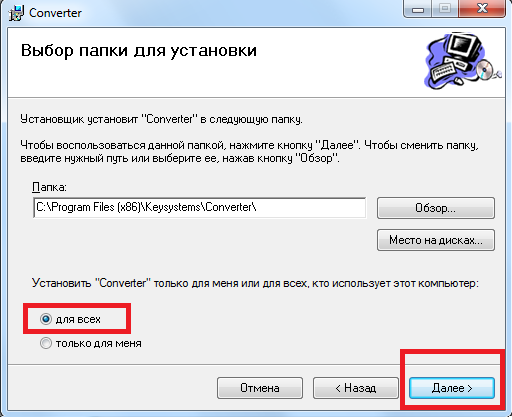 Converter
Выбор папки для установки
Установщик установит "Converter" в следующую папку.
Чтобы воспользоваться данной папкой, нажмите кнопку "Далее". Чтобы сменить папку,
введите нужный путь или выберите ее, нажав кнопку "Обзор".
Папка:
C:\Program Files (x86)\Keysystems\Converter\
Обзор...
Место на дисках...
Установить "Converter" только для меня или для всех, кто использует этот компьютер:
для всех
только для меня
Отмена
< Назад
Далее >